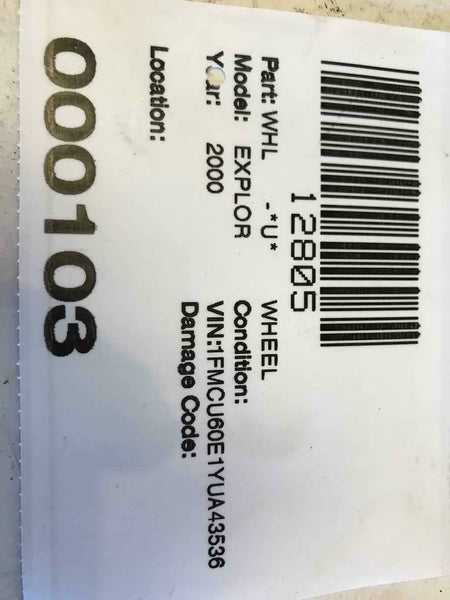 12805
Part: WHL -*U* WHEEL
Model: EXPLOR Condition:
Year: 2000 VIN:1FMCU60E1YUA43536
Damage Code:
Location:
000103